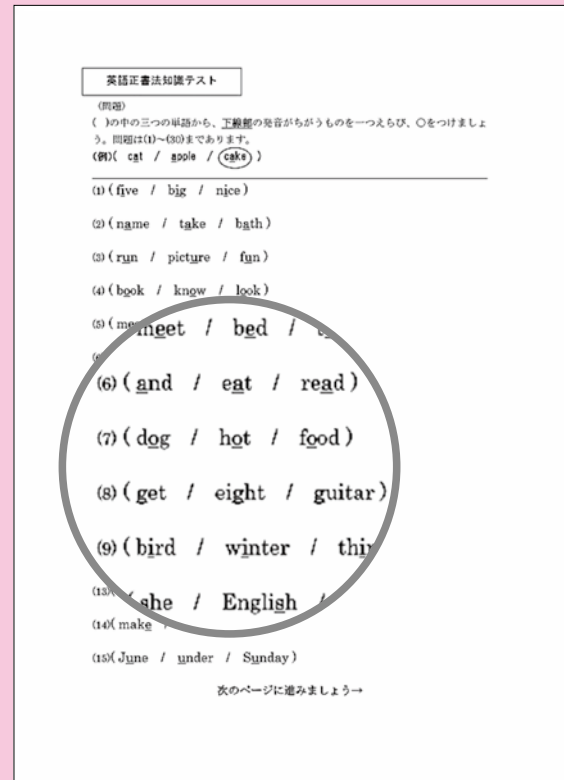 英語正書法知識テスト
(問題)
( )の中の三つの単語から、下線部の発音がちがうものを一つえらび、○をつけましょ
う。問題は(1)~(30)まであります。
(例)( cat / apple / cake )
(1) ( five / big / nice )
(2) ( name / take / bath )
(3) ( run / picture / fun )
(4) ( book / know / look )
(5) ( meet / bed /
(6) ( and / eat / read )
(7) ( dog / hot / food )
(8) ( get / eight / guitar )
(9) ( bird / winter /
(13)
she / English /
(14)( make /
(15)( June / under / Sunday )
次のページに進みましょう→